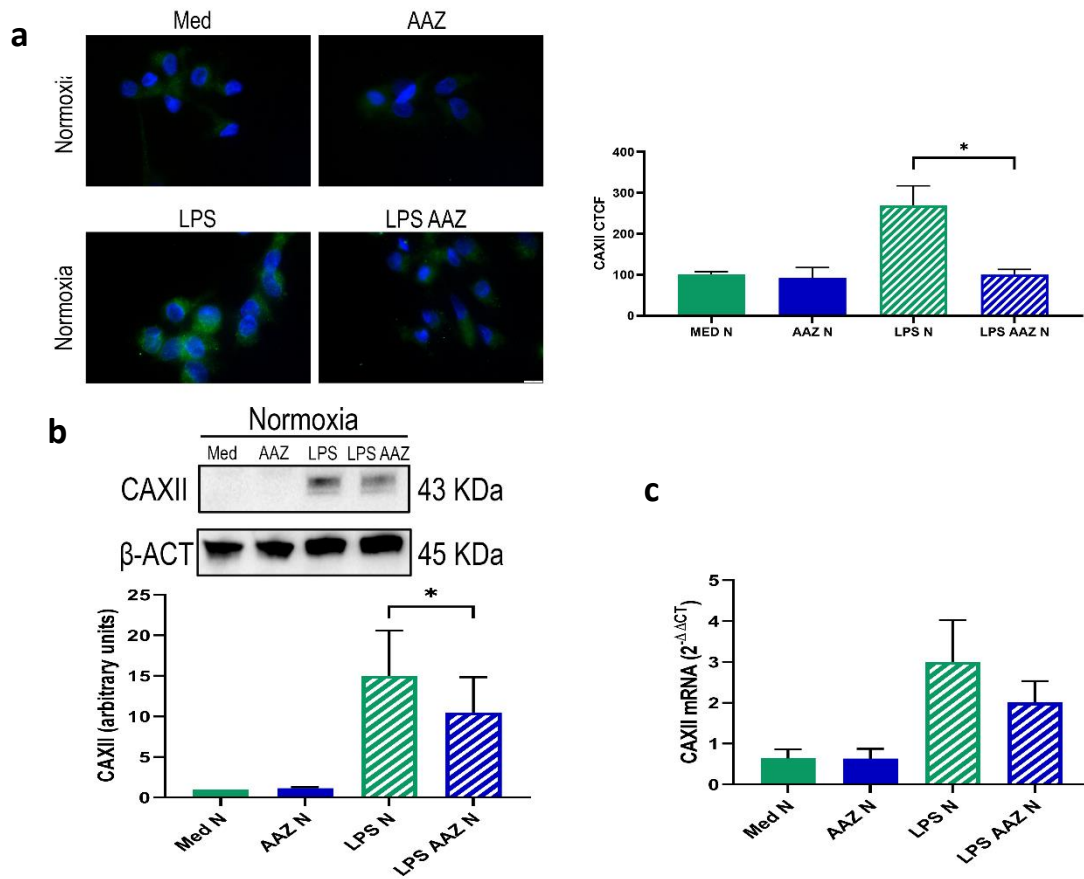 a
Med
AAZ
Normoxia
LPS
LPS AAZ
Normoxia
CAXII CTCF
400
300
200
100
0
*
MED N
AAZ N
LPS N
LPS AAZ N
b
Normoxia
Med AAZ LPS LPS AAZ
CAXII
43 KDa
β-ACT
45 KDa
CAXII (arbitrary units)
25
20
15
10
5
0
*
Med N
AAZ N
LPS N
LPS AAZ N
c
CAXII mRNA (2^-Δ ΔCT)
5
4
3
2
1
0
Med N
AAZ N
LPS N
LPS AAZ N